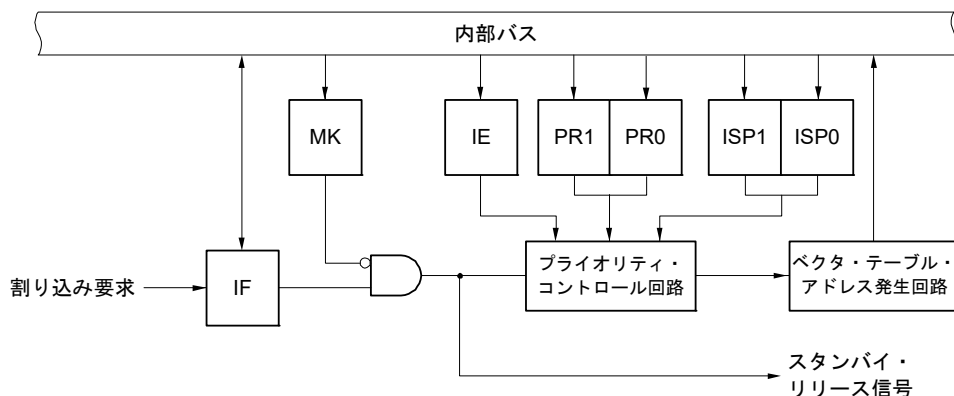 内部バス
MK
IE
PR1
PR0
ISP1
ISP0
割り込み要求
IF
プライオリティ・
コントロール回路
ベクタ・テーブル・
アドレス発生回路
スタンバイ・
リリース信号